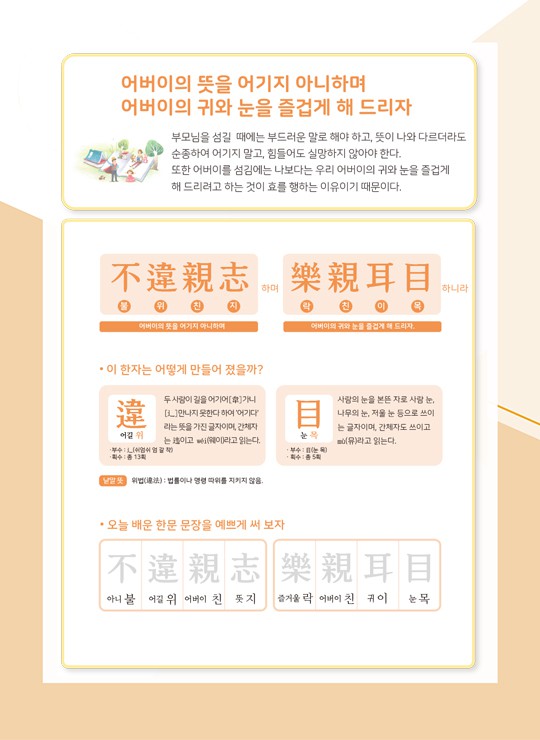 어버이의 뜻을 어기지 아니하며
어버이의 귀와 눈을 즐겁게 해 드리자
부모님을 섬길 때에는 부드러운 말로 해야 하고, 뜻이 나와 다르더라도
순종하여 어기지 말고, 힘들어도 실망하지 않아야 한다.
또한 어버이를 섬김에는 나보다는 우리 어버이의 귀와 눈을 즐겁게
해 드리려고 하는 것이 효를 행하는 이유이기 때문이다.
不違親志 하며 樂親耳目 하니라
불 위 친 지 락 친 이 목
어버이의 뜻을 어기지 아니하며 어버이의 귀와 눈을 즐겁게 해 드리자.
• 이 한자는 어떻게 만들어 졌을까?
違
어길 위
두 사람이 길을 어기어[韋]가니
[辶]만나지 못한다 하여 '어기다'
라는 뜻을 가진 글자이며, 간체자
는 违이고 wéi(웨이)라고 읽는다.
· 부수 : 辶(쉬엄쉬엄 갈 착)
· 획수 : 총 13획
目
눈 목
사람의 눈을 본뜬 자로 사람 눈,
나무의 눈, 저울 눈 등으로 쓰이
는 글자이며, 간체자도 쓰이고
mù(무)라고 읽는다.
· 부수 : 目(눈 목)
· 획수 : 총 5획
낱말 뜻 위법(違法) : 법률이나 명령 따위를 지키지 않음.
• 오늘 배운 한문 문장을 예쁘게 써 보자
不 違 親 志 樂 親 耳 目
아니 불 어길 위 어버이 친 뜻 지 즐거울 락 어버이 친 귀 이 눈 목